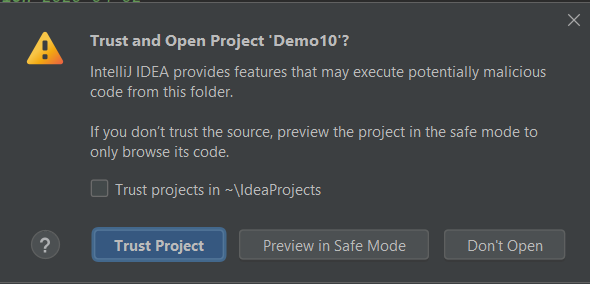 Trust and Open Project 'Demo10'?
IntelliJ IDEA provides features that may execute potentially malicious
code from this folder.
If you don't trust the source, preview the project in the safe mode to
only browse its code.
Trust projects in ~\IdeaProjects
?
Trust Project
Preview in Safe Mode
Don't Open